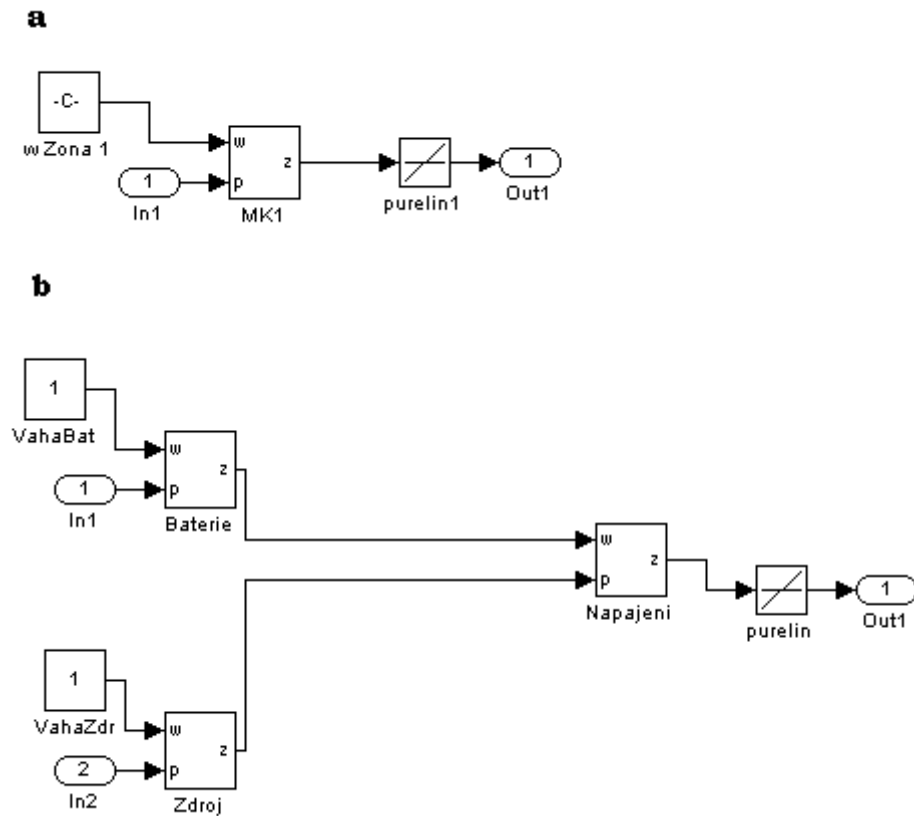 a
-C-
w Zona 1
1
In1
w
p
z
MK1
purelin1
1
Out1
b
1
VahaBat
1
In1
w
p
z
Baterie
w
p
z
Napajeni
purelin
1
Out1
1
VahaZdr
2
In2
w
p
z
Zdroj